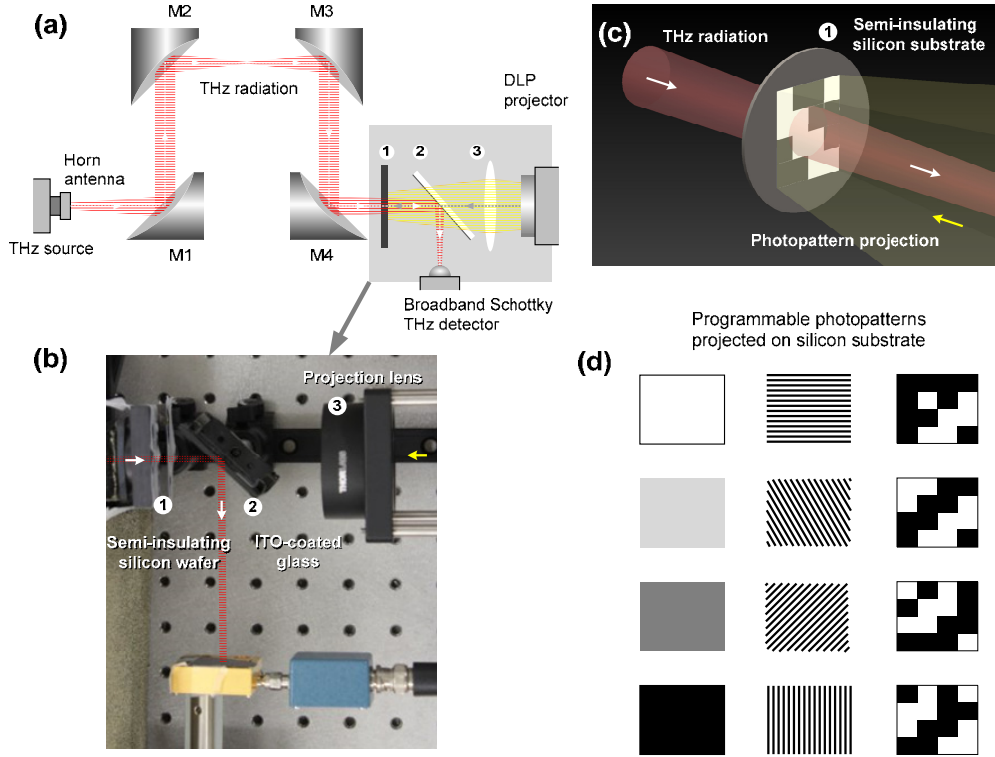 (a)
M2
M3
THz radiation
DLP
projector
1
2
3
Horn
antenna
THz source
M1
M4
Broadband Schottky
THz detector
(b)
Projection lens
3
THORLABS
1
2
Semi-insulating
silicon wafer
ITO-coated
glass
(c)
THz radiation
1
Semi-insulating
silicon substrate
Photopattern projection
Programmable photopatterns
projected on silicon substrate
(d)